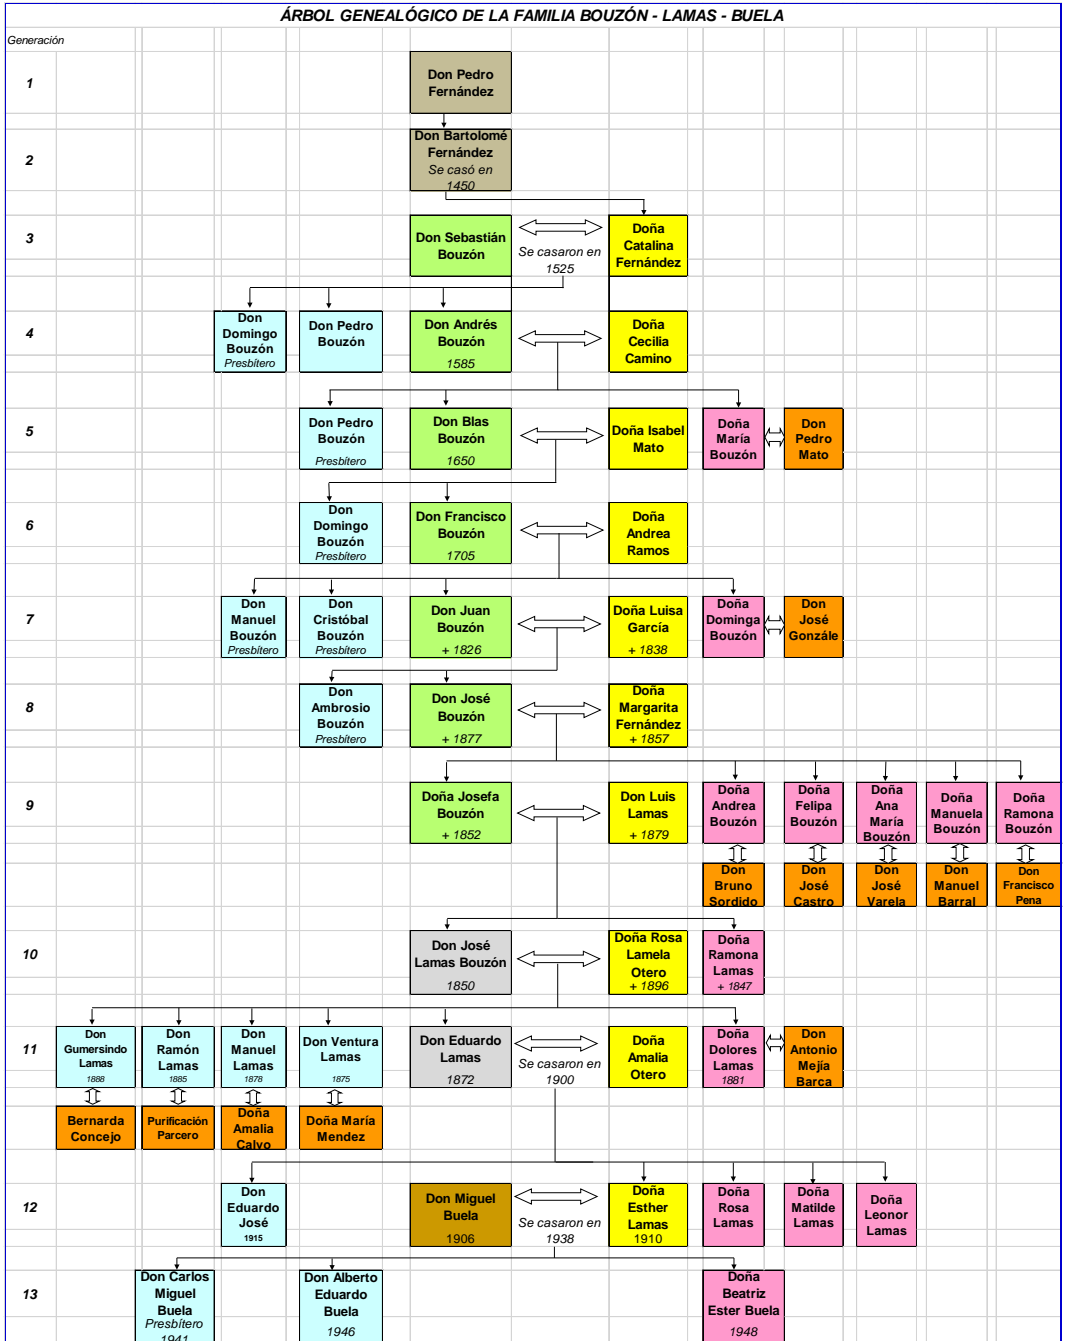 ÁRBOL GENEALÓGICO DE LA FAMILIA BOUZÓN - LAMAS - BUELA
Generación
1
Don Pedro
Fernández
2
Don Bartolomé
Fernández
Se casó en
1450
3
Don Sebastián
Bouzón
Se casaron en
1525
Doña
Catalina
Fernández
4
Don
Domingo
Bouzón
Presbítero
Don Pedro
Bouzón
Don Andrés
Bouzón
1585
Doña
Cecilia
Camino
5
Don Pedro
Bouzón
Presbítero
Don Blas
Bouzón
1650
Doña Isabel
Mato
Doña
María
Bouzón
Don
Pedro
Mato
6
Don
Domingo
Bouzón
Presbítero
Don Francisco
Bouzón
1705
Doña
Andrea
Ramos
7
Don
Manuel
Bouzón
Presbítero
Don
Cristóbal
Bouzón
Presbítero
Don Juan
Bouzón
+ 1826
Doña Luisa
García
+ 1838
Doña
Dominga
Bouzón
Don
José
Gonzále
8
Don
Ambrosio
Bouzón
Presbítero
Don José
Bouzón
+ 1877
Doña
Margarita
Fernández
+ 1857
9
Doña Josefa
Bouzón
+ 1852
Don Luis
Lamas
+ 1879
Doña
Andrea
Bouzón
Doña
Felipa
Bouzón
Doña
Ana
María
Bouzón
Doña
Manuela
Bouzón
Doña
Ramona
Bouzón
Don
Bruno
Sordido
Don
José
Castro
Don
José
Varela
Don
Manuel
Barral
Don
Francisco
Pena
10
Don José
Lamas Bouzón
1850
Doña Rosa
Lamela
Otero
+ 1896
Doña
Ramona
Lamas
+ 1847
11
Don
Gumersindo
Lamas
1888
Don
Ramón
Lamas
1885
Don
Manuel
Lamas
1878
Don Ventura
Lamas
1875
Don Eduardo
Lamas
1872
Se casaron en
1900
Doña
Amalia
Otero
Doña
Dolores
Lamas
1881
Don
Antonio
Mejía
Barca
Bernarda
Concejo
Purificación
Parcero
Doña
Amalia
Calvo
Doña María
Mendez
12
Don
Eduardo
José
1915
Don Miguel
Buela
1906
Se casaron en
1938
Doña
Esther
Lamas
1910
Doña
Rosa
Lamas
Doña
Matilde
Lamas
Doña
Leonor
Lamas
13
Don Carlos
Miguel
Buela
Presbítero
1941
Don Alberto
Eduardo
Buela
1946
Doña
Beatriz
Ester Buela
1948